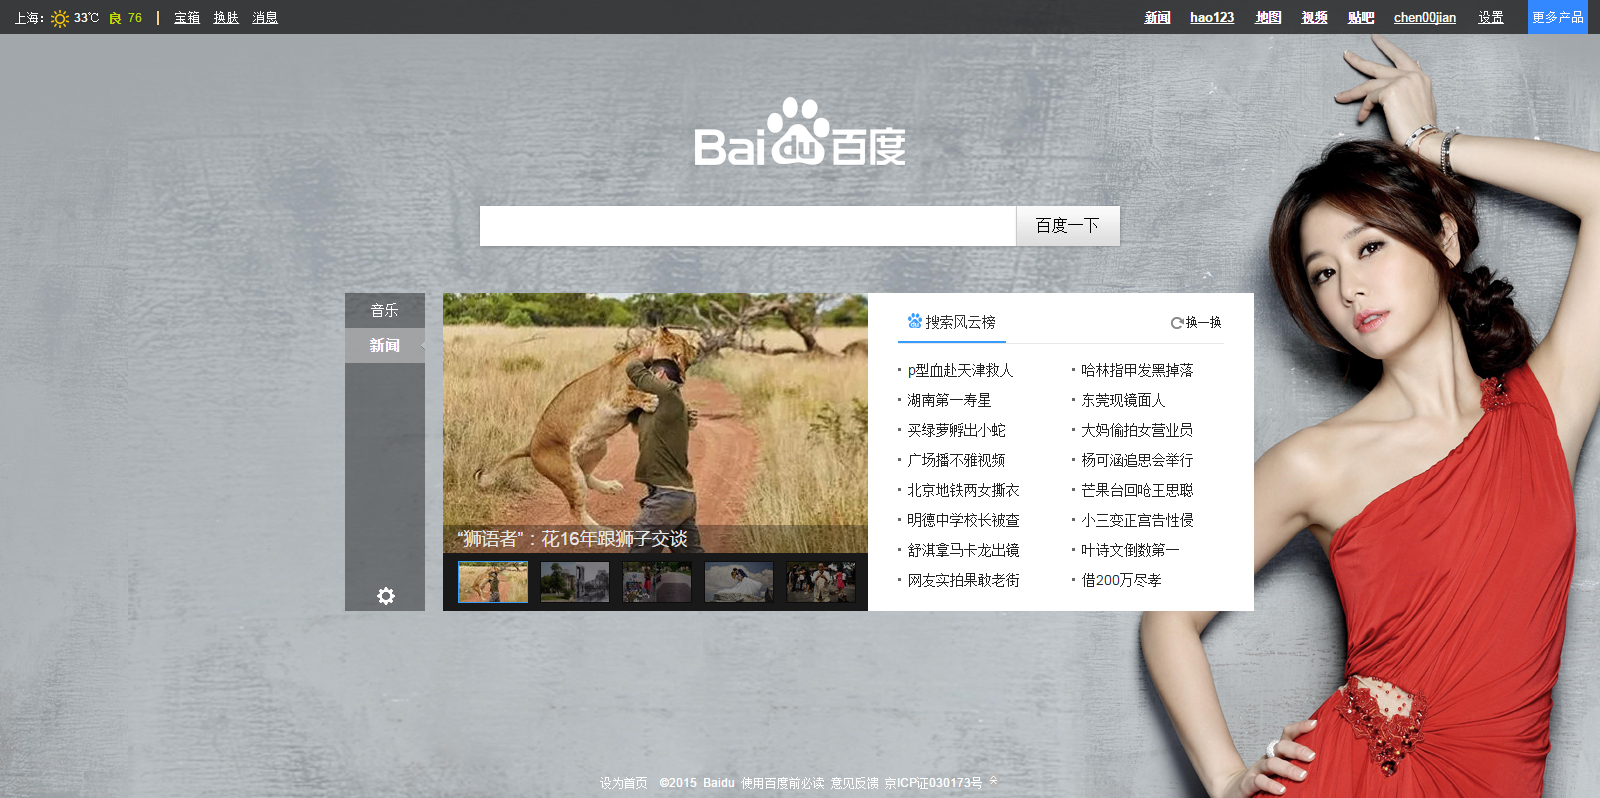 上海： 33℃ 良 76 | 宝箱 换肤 消息
新闻 hao123 地图 视频 贴吧 chen00jian 设置 更多产品
Bai du 百度
百度一下
音乐
新闻
“狮语者”：花16年跟狮子交谈
搜索风云榜 换一换
p型血赴天津救人
湖南第一寿星
买绿萝孵出小蛇
广场播不雅视频
北京地铁两女撕衣
明德中学校长被查
舒淇拿马卡龙出镜
网友实拍果敢老街
哈林指甲发黑掉落
东莞现镜面人
大妈偷拍女营业员
杨可涵追思会举行
芒果台回呛王思聪
小三变正宫告性侵
叶诗文倒数第一
借200万尽孝
设为首页 ©2015 Baidu 使用百度前必读 意见反馈 京ICP证030173号